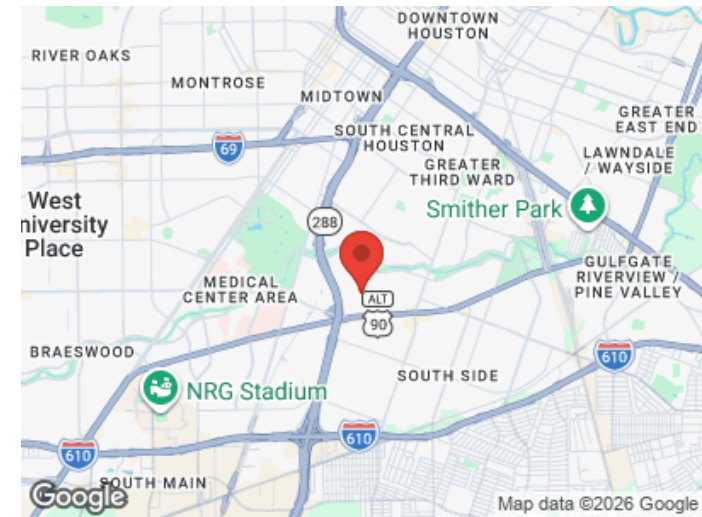 DOWNTOWN
HOUSTON
RIVER OAKS
MONTROSE
MIDTOWN
69
SOUTH CENTRAL
HOUSTON
GREATER
EAST END
GREATER
THIRD WARD
LAWNDALE
/ WAYSIDE
West
niversity
Place
Smither Park
288
GULFGATE
RIVERVIEW /
PINE VALLEY
MEDICAL
CENTER AREA
ALT
90
BRAESWOOD
610
SOUTH SIDE
NRG Stadium
610
610
SOUTH MAIN
Google
Map data ©2026 Google